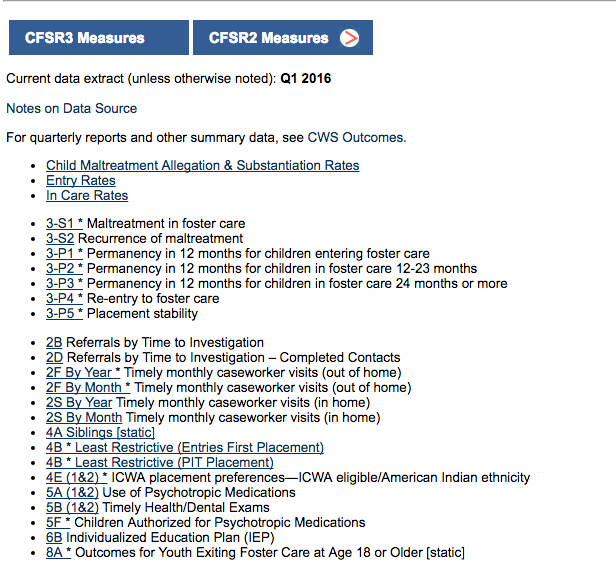 CFSR3 Measures CFSR2 Measures
Current data extract (unless otherwise noted): Q1 2016
Notes on Data Source
For quarterly reports and other summary data, see CWS Outcomes.
• Child Maltreatment Allegation & Substantiation Rates
• Entry Rates
• In Care Rates
• 3-S1 * Maltreatment in foster care
• 3-S2 Recurrence of maltreatment
• 3-P1 * Permanency in 12 months for children entering foster care
• 3-P2 * Permanency in 12 months for children in foster care 12-23 months
• 3-P3 * Permanency in 12 months for children in foster care 24 months or more
• 3-P4 * Re-entry to foster care
• 3-P5 * Placement stability
• 2B Referrals by Time to Investigation
• 2D Referrals by Time to Investigation – Completed Contacts
• 2F By Year * Timely monthly caseworker visits (out of home)
• 2F By Month * Timely monthly caseworker visits (out of home)
• 2S By Year Timely monthly caseworker visits (in home)
• 2S By Month Timely monthly caseworker visits (in home)
• 4A Siblings [static]
• 4B * Least Restrictive (Entries First Placement)
• 4B * Least Restrictive (PIT Placement)
• 4E (1&2) * ICWA placement preferences—ICWA eligible/American Indian ethnicity
• 5A (1&2) Use of Psychotropic Medications
• 5B (1&2) Timely Health/Dental Exams
• 5F * Children Authorized for Psychotropic Medications
• 6B Individualized Education Plan (IEP)
• 8A * Outcomes for Youth Exiting Foster Care at Age 18 or Older [static]